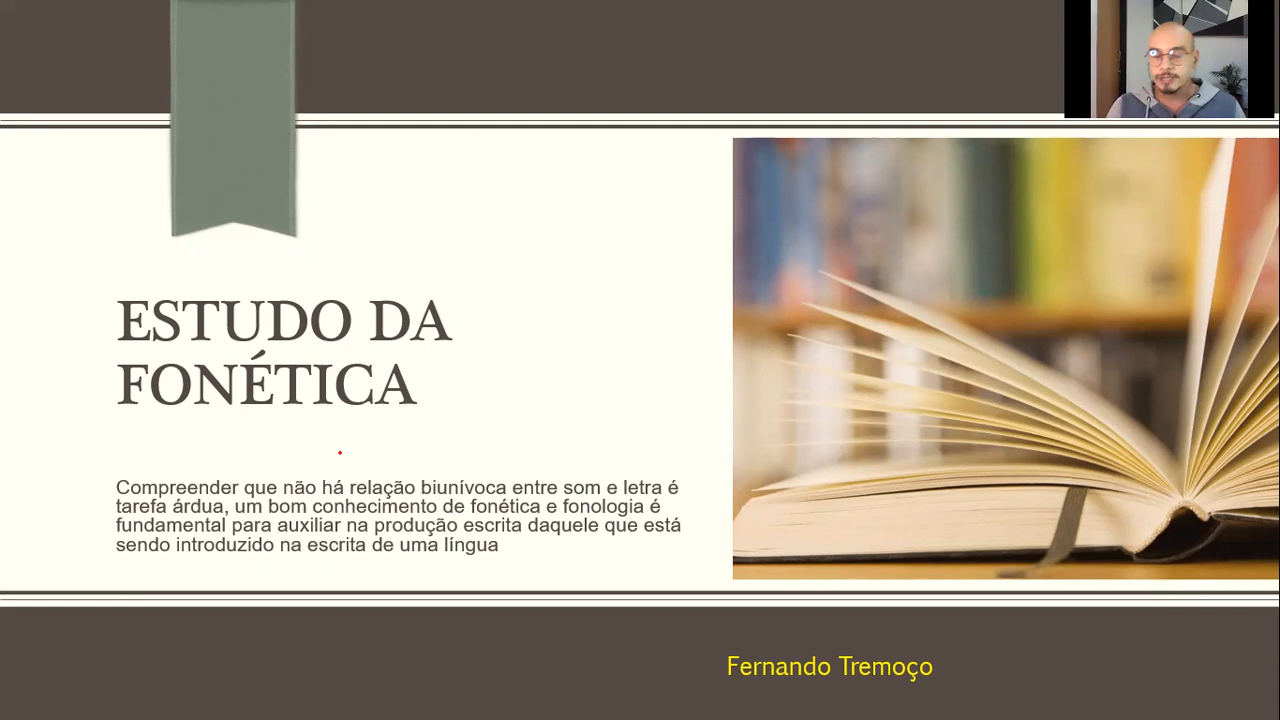 ESTUDO DA
FONÉTICA
Compreender que não há relação biunívoca entre som e letra é
tarefa árdua, um bom conhecimento de fonética e fonologia é
fundamental para auxiliar na produção escrita daquele que está
sendo introduzido na escrita de uma língua
Fernando Tremoço